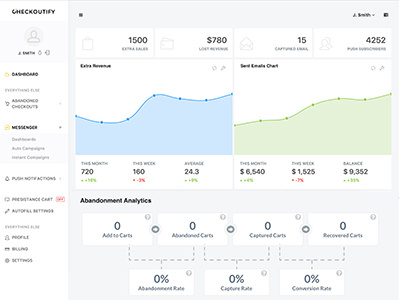 CHECKOUTIFY
J. Smith
J. SMITH
DASHBOARD
EVERYTHING ELSE
ABANDONED CHECKOUTS
MESSENGER
Dashboards
Auto Campaigns
Instant Campaigns
PUSH NOTIFACTIONS
PRESISTANCE CART OFF
AUTOFILL SETTINGS
EVERYTHING ELSE
PROFILE
BILLING
SETTINGS
1500
EXTRA SALES
$780
LOST REVENUE
15
CAPTURED EMAIL
4252
PUSH SUBSCRIBERS
Extra Revenue
THIS MONTH THIS WEEK AVERAGE
720 160 24.3
+18% -3% +5%
Sent Emails Chart
THIS MONTH THIS WEEK BALANCE
$ 6,540 $ 1,525 $ 9,352
+4% -7% +35%
Abandonment Analytics
0 0 0 0
Add to Carts Abandoned Carts Captured Carts Recovered Carts
0% 0% 0%
Abandonment Rate Capture Rate Conversion Rate